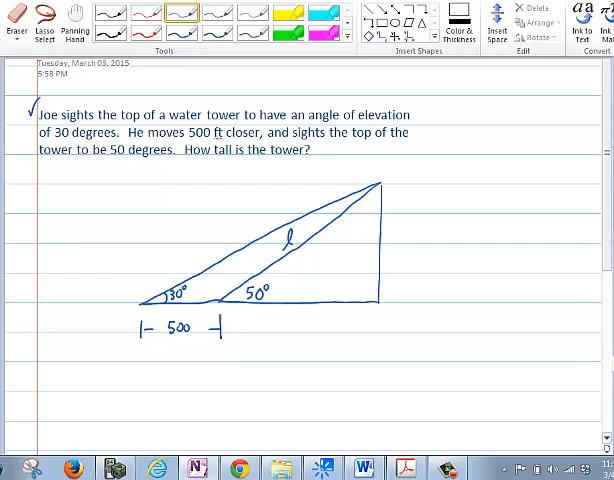 Eraser
Lasso
Select
Panning
Hand
Tools
Insert Shapes
Color &
Thickness
Insert
Space
Delete
Arrange
Rotate
Edit
Ink to
Text
Ink to
Convert
Tuesday, March 03, 2015
5:58 PM
Joe sights the top of a water tower to have an angle of elevation
of 30 degrees. He moves 500 ft closer, and sights the top of the
tower to be 50 degrees. How tall is the tower?
l
30° 50°
500